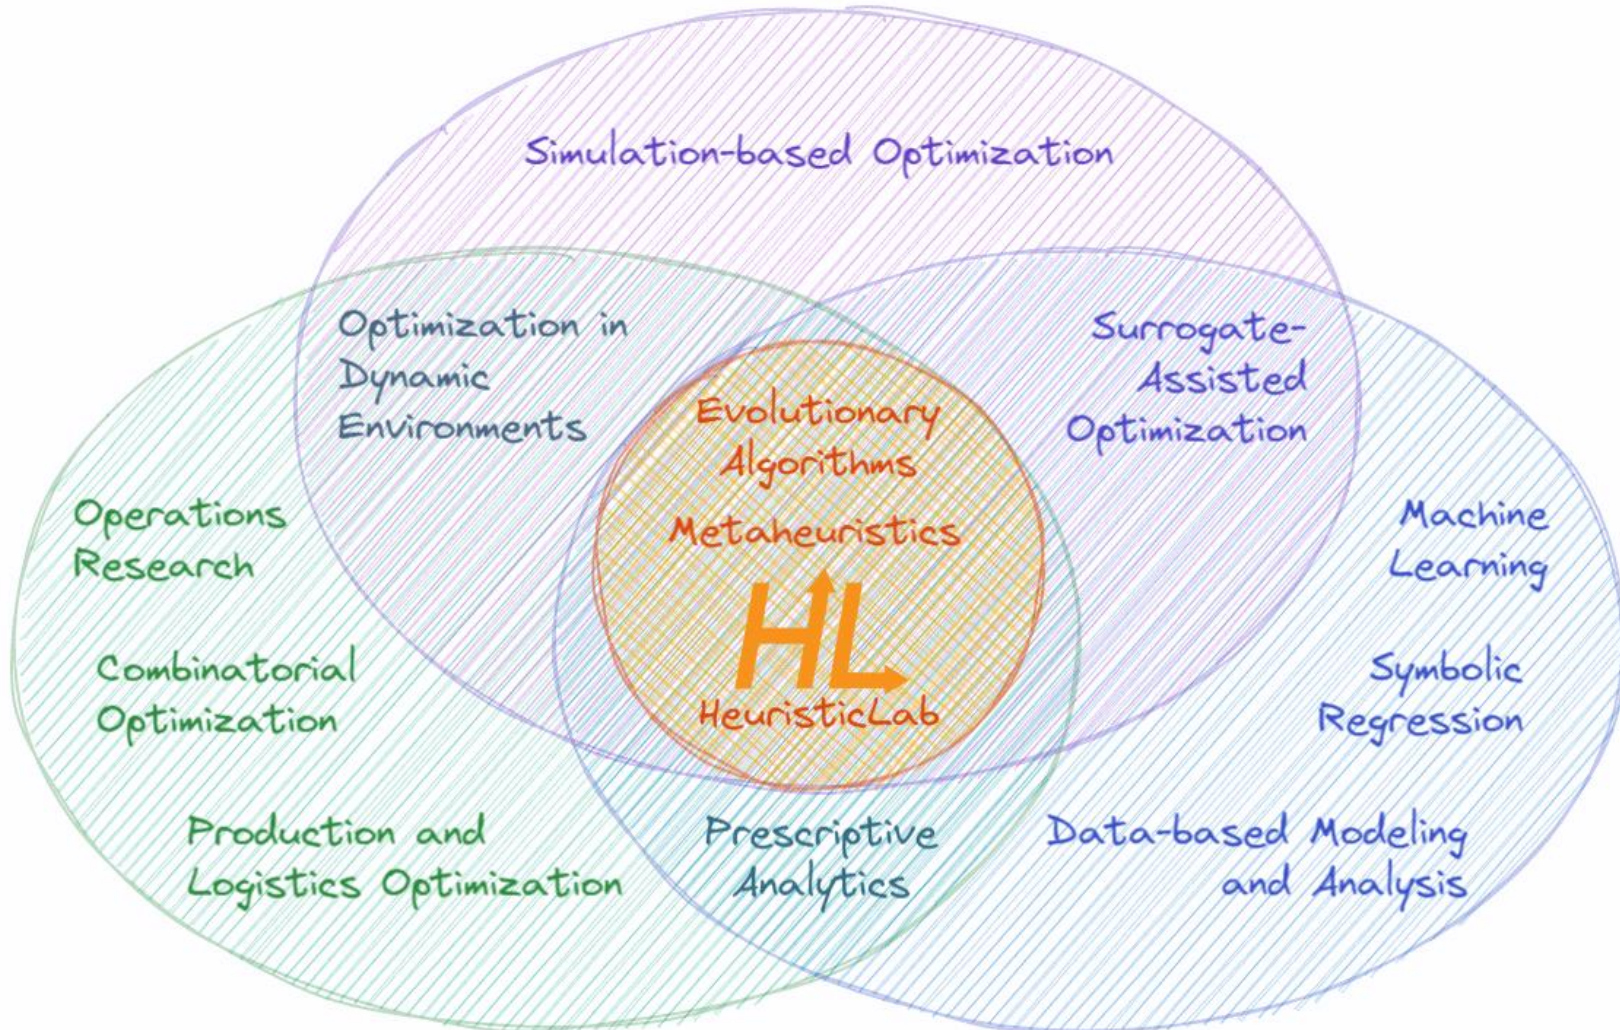 Simulation-based Optimization
Optimization in
Dynamic
Environments
Surrogate-
Assisted
Optimization
Evolutionary
Algorithms
Metaheuristics
HL
HeuristicLab
Operations
Research
Combinatorial
Optimization
Production and
Logistics Optimization
Prescriptive
Analytics
Machine
Learning
Symbolic
Regression
Data-based Modeling
and Analysis